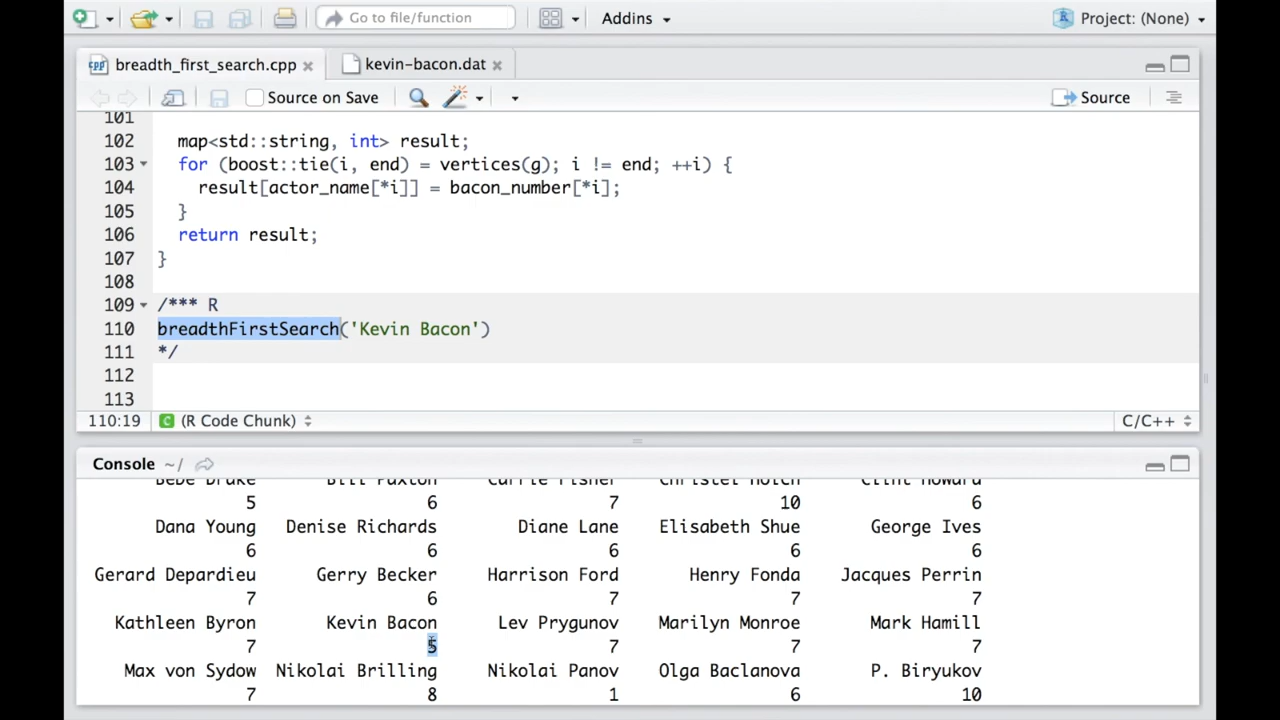 Go to file/function
Addins
Project: (None)
cpp breadth_first_search.cpp
kevin-bacon.dat
Source on Save
Source
101
102 map<std::string, int> result;
103 for (boost::tie(i, end) = vertices(g); i != end; ++i) {
104 result[actor_name[*i]] = bacon_number[*i];
105 }
106 return result;
107 }
108
109 /*** R
110 breadthFirstSearch('Kevin Bacon')
111 */
112
113
110:19 C (R Code Chunk) C/C++
Console ~/
Bebe Drake Bill Paxton Carrie Fisher Christel Holch Clint Howard
5 6 7 10 6
Dana Young Denise Richards Diane Lane Elisabeth Shue George Ives
6 6 6 6 6
Gerard Depardieu Gerry Becker Harrison Ford Henry Fonda Jacques Perrin
7 6 7 7 7
Kathleen Byron Kevin Bacon Lev Prygunov Marilyn Monroe Mark Hamill
7 5 7 7 7
Max von Sydow Nikolai Brilling Nikolai Panov Olga Baclanova P. Biryukov
7 8 1 6 10